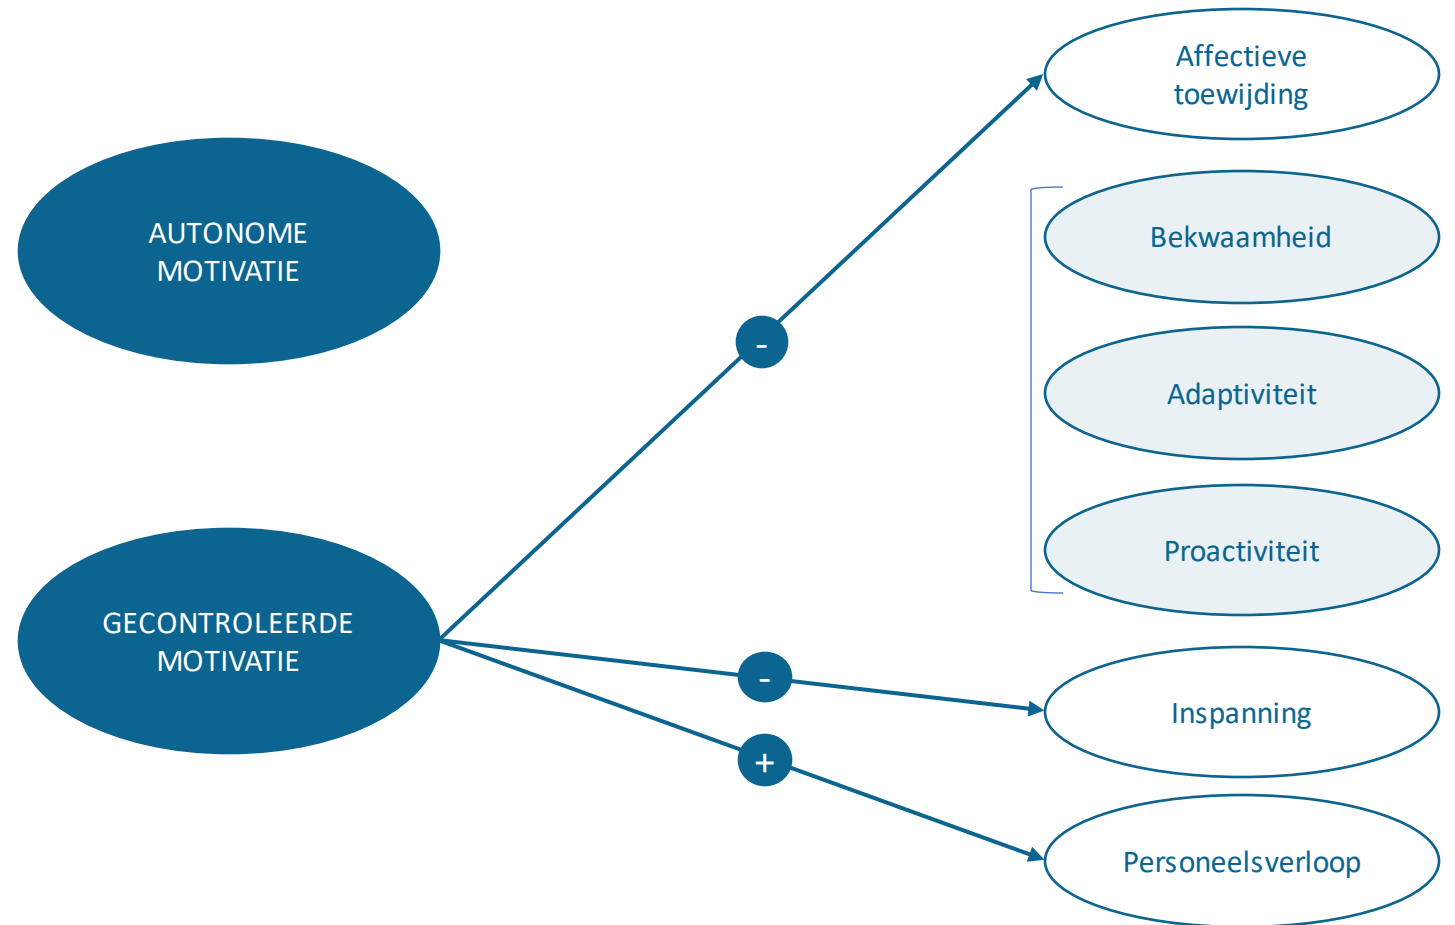 Affectieve
toewijding
AUTONOME
MOTIVATIE
Bekwaamheid
-
Adaptiviteit
Proactiviteit
GECONTROLEERDE
MOTIVATIE
-
Inspanning
+
Personeelsverloop